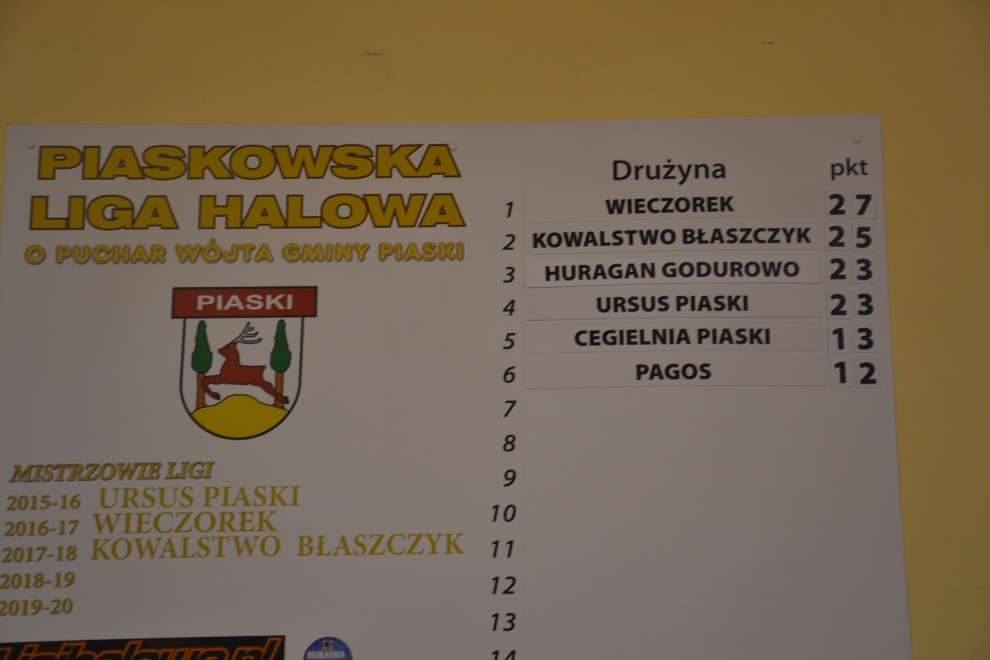 PIASKOWSKA
LIGA HALOWA
O PUCHAR WÓJTA GMINY PIASKI
PIASKI
MISTRZOWIE LIGI
2015-16 URSUS PIASKI
2016-17 WIECZOREK
2017-18 KOWALSTWO BŁASZCZYK
2018-19
2019-20
Drużyna pkt
1 WIECZOREK 27
2 KOWALSTWO BŁASZCZYK 25
3 HURAGAN GODUROWO 23
4 URSUS PIASKI 23
5 CEGIELNIA PIASKI 13
6 PAGOS 12
7
8
9
10
11
12
13
14